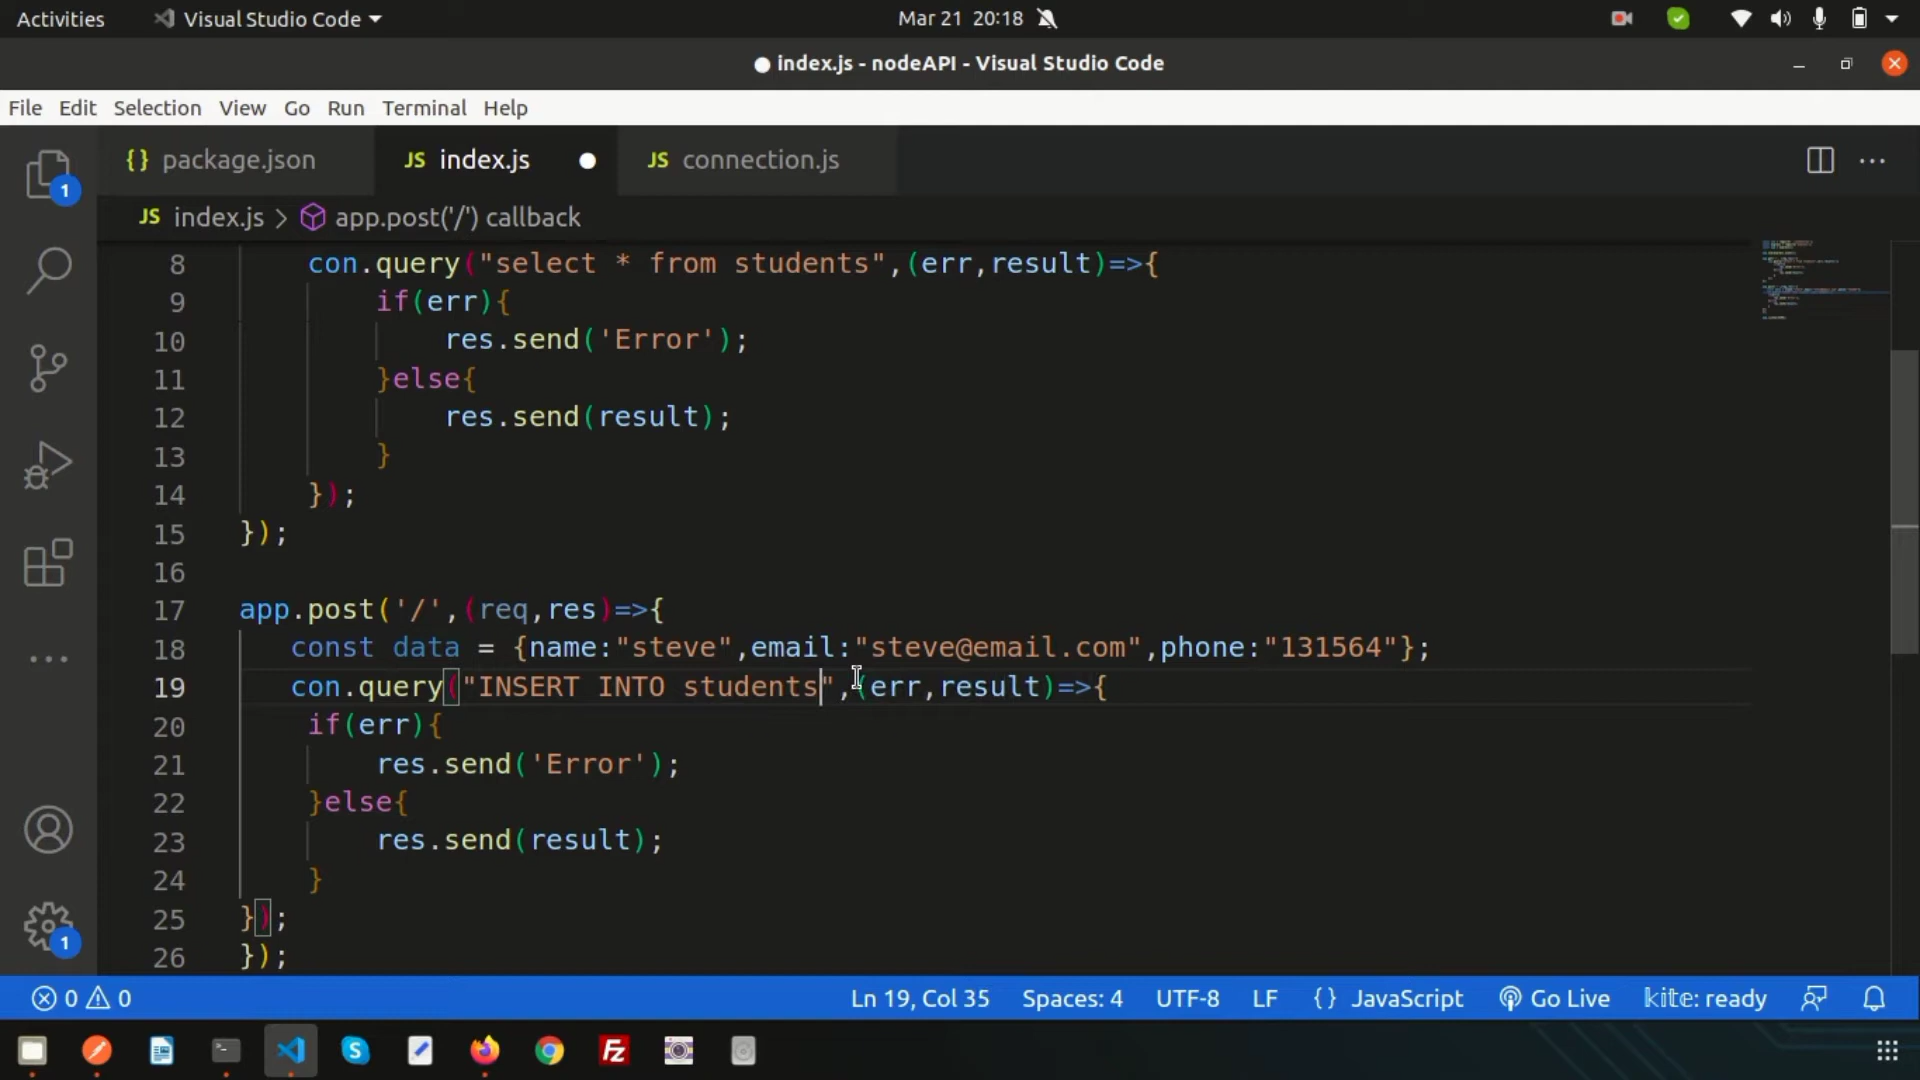 Activities Visual Studio Code Mar 21 20:18
index.js - nodeAPI - Visual Studio Code
File Edit Selection View Go Run Terminal Help
1 {} package.json JS index.js JS connection.js
JS index.js > app.post('/') callback
8 con.query("select * from students",(err,result)=>{
9 if(err){
10 res.send('Error');
11 }else{
12 res.send(result);
13 }
14 });
15 });
16
17 app.post('/',(req,res)=>{
18 const data = {name:"steve",email:"steve@email.com",phone:"131564"};
19 con.query("INSERT INTO students",(err,result)=>{
20 if(err){
21 res.send('Error');
22 }else{
23 res.send(result);
24 }
25 });
26 });
1
0 0 Ln 19, Col 35 Spaces: 4 UTF-8 LF {} JavaScript Go Live kite: ready
S Fz